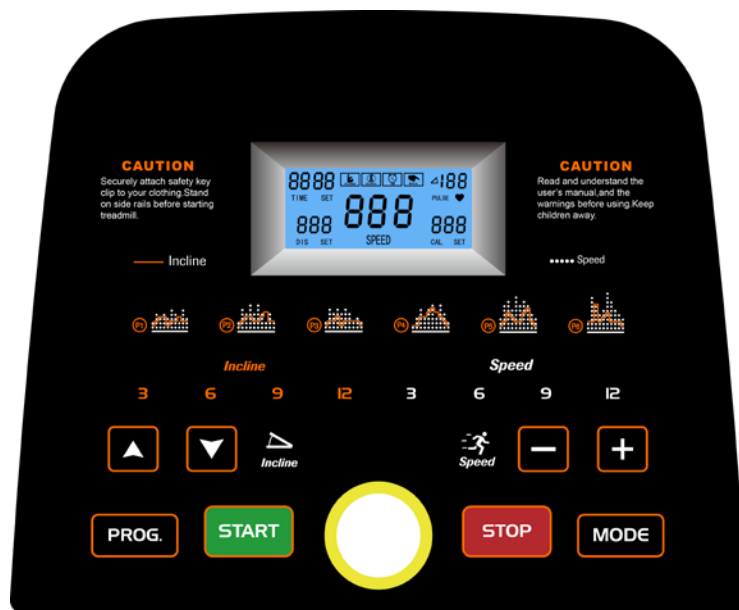 CAUTION
Securely attach safety key
clip to your clothing.Stand
on side rails before starting
treadmill.
88:88
TIME SET
188
PULSE
888
SPEED
888
DIS SET
888
CAL SET
CAUTION
Read and understand the
user's manual,and the
warnings before using.Keep
children away.
Incline
Speed
P1 P2 P3 P4 P5 P6
Incline Speed
3 6 9 12 3 6 9 12
Incline
Speed
PROG. START STOP MODE